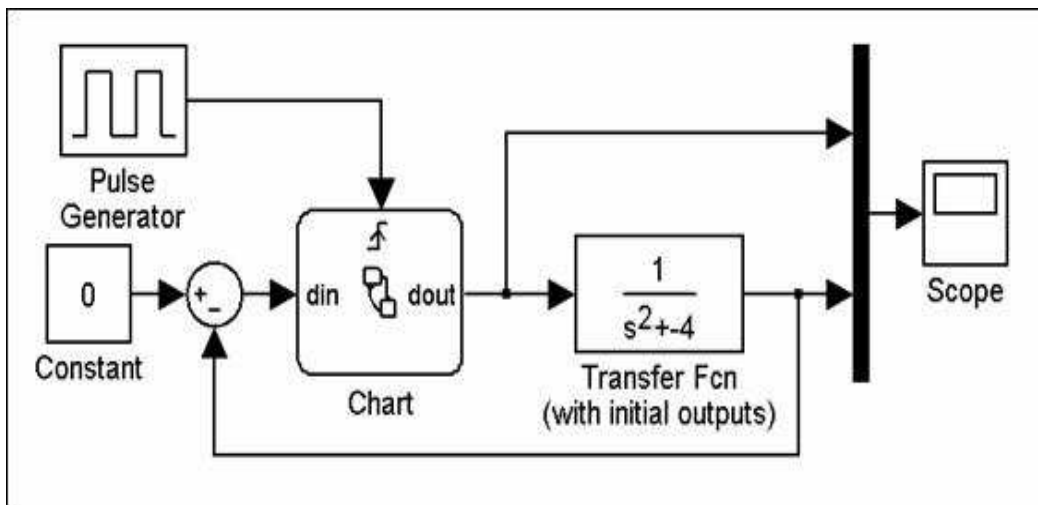 Pulse
Generator
0
Constant
+
−
din
dout
Chart
1
s²+-4
Transfer Fcn
(with initial outputs)
Scope